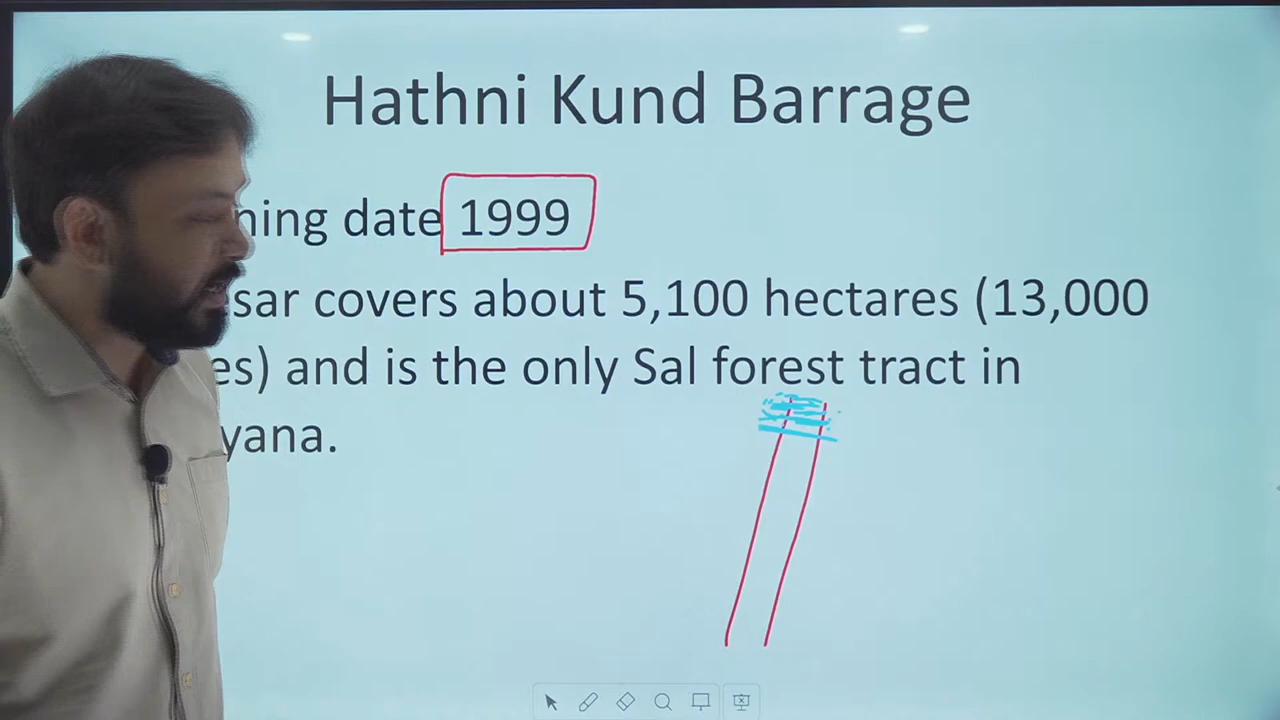 Hathni Kund Barrage
ning date 1999
sar covers about 5,100 hectares (13,000
es) and is the only Sal forest tract in
yana.